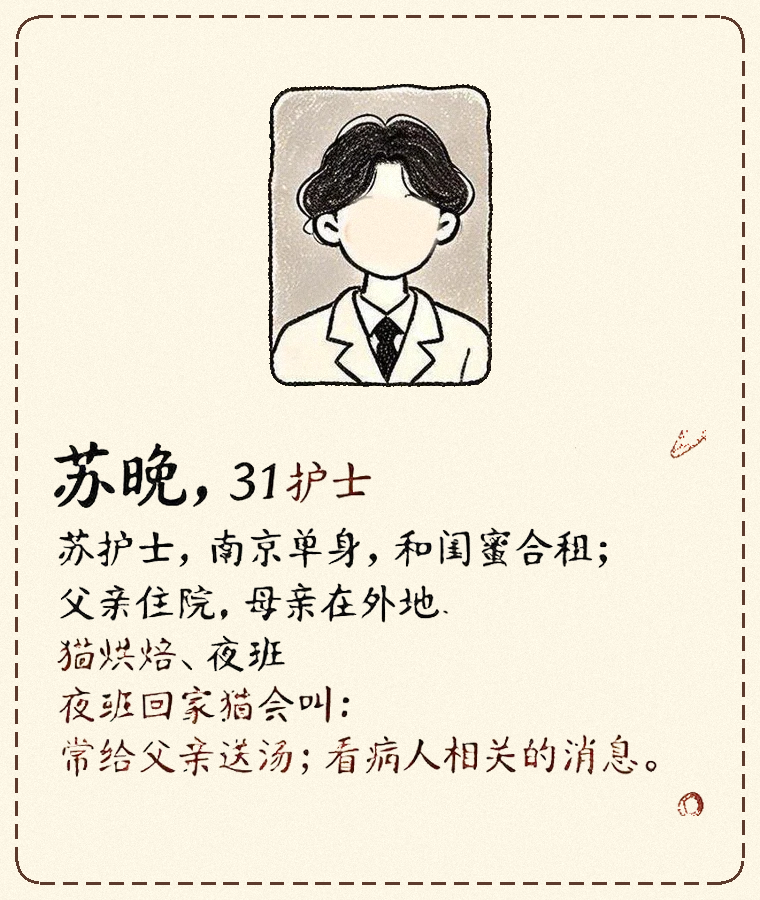 苏晚，31护士
苏护士，南京单身，和闺蜜合租；
父亲住院，母亲在外地.
猫烘焙、夜班
夜班回家猫会叫：
常给父亲送汤；看病人相关的消息。